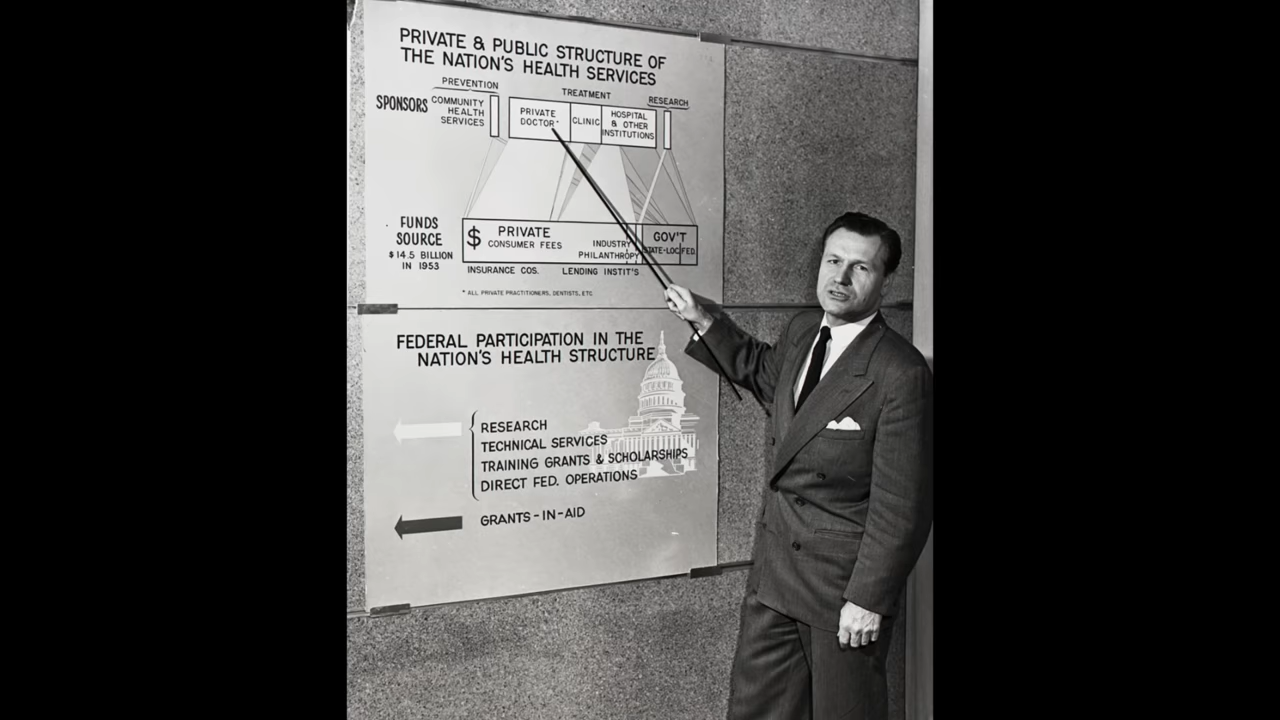 PRIVATE & PUBLIC STRUCTURE OF
THE NATION'S HEALTH SERVICES
PREVENTION
TREATMENT
RESEARCH
SPONSORS
COMMUNITY
HEALTH
SERVICES
PRIVATE
DOCTOR*
CLINIC
HOSPITAL
& OTHER
INSTITUTIONS
FUNDS
SOURCE
$14.5 BILLION
IN 1953
$
PRIVATE
CONSUMER FEES
INDUSTRY
PHILANTHROPY
GOV'T
STATE-LOC
FED.
INSURANCE COS.
LENDING INSTIT'S
* ALL PRIVATE PRACTITIONERS, DENTISTS, ETC
FEDERAL PARTICIPATION IN THE
NATION'S HEALTH STRUCTURE
RESEARCH
TECHNICAL SERVICES
TRAINING GRANTS & SCHOLARSHIPS
DIRECT FED. OPERATIONS
GRANTS-IN-AID